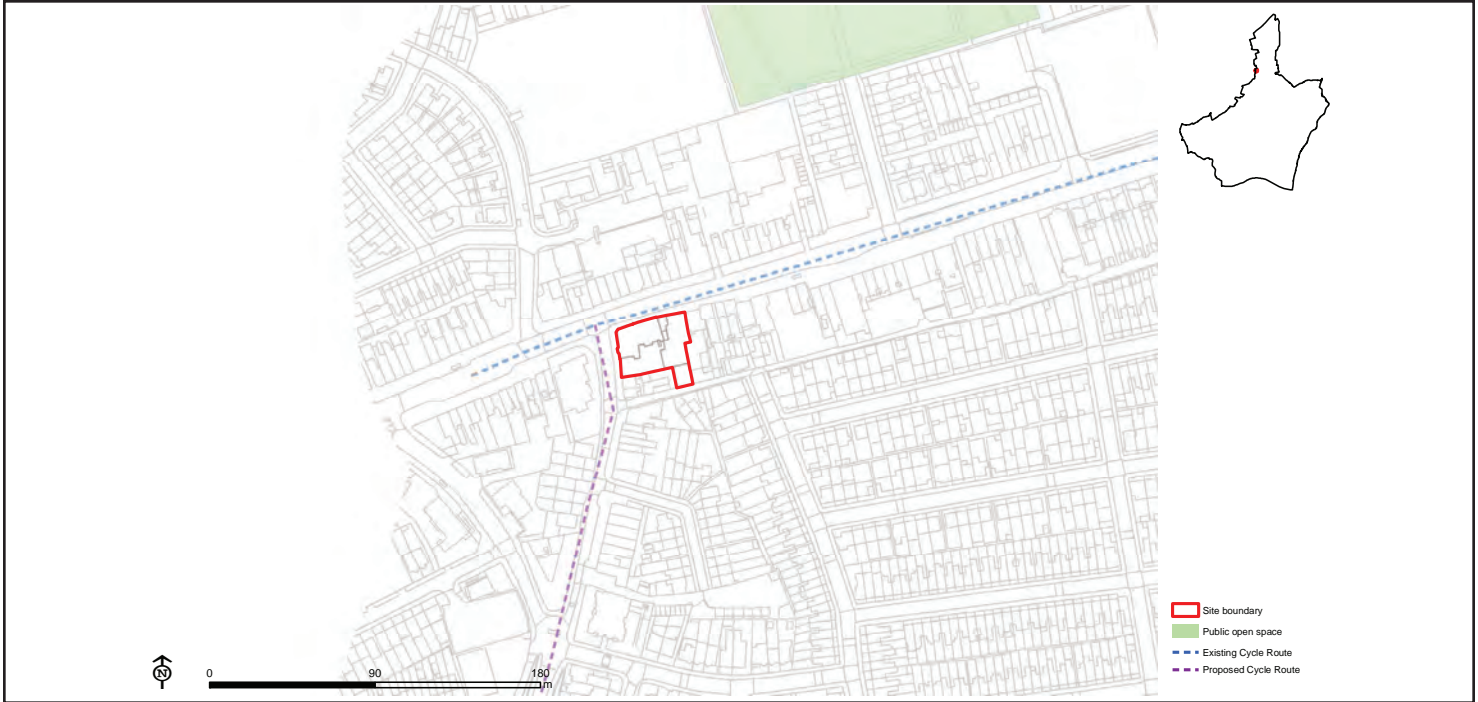 Site boundary
Public open space
Existing Cycle Route
Proposed Cycle Route
N
0 90 180
m